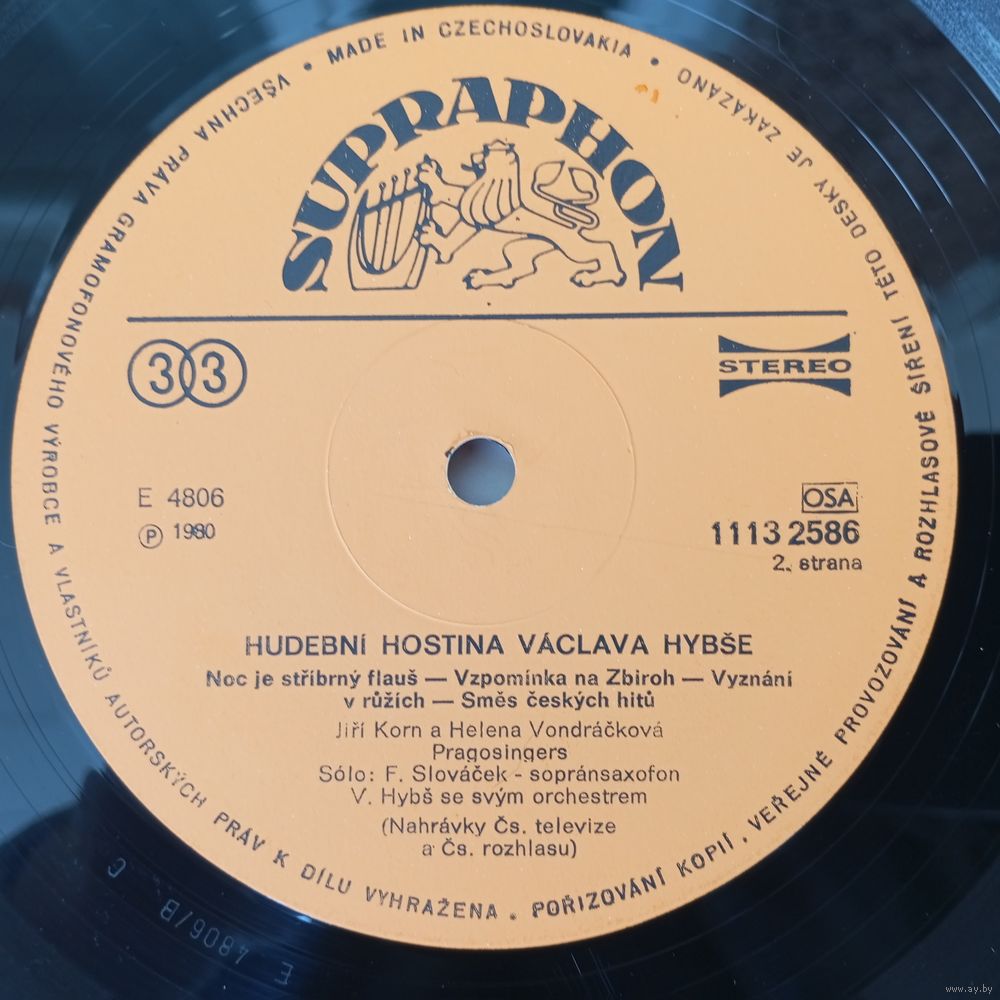 VŠECHNA PRÁVA GRAMOFONOVÉHO VÝROBCE A VLASTNÍKŮ AUTORSKÝCH PRÁV K DÍLU VYHRAŽENA . POŘIZOVÁNÍ KOPIÍ, VEŘEJNÉ PROVOZOVÁNÍ A ROZHLASOVÉ ŠÍŘENÍ TÉTO DESKY JE ZAKÁZÁNO • MADE IN CZECHOSLOVAKIA •
SUPRAPHON
33
STEREO
E 4806
℗ 1980
OSA
1113 2586
2. strana
HUDEBNÍ HOSTINA VÁCLAVA HYBŠE
Noc je stříbrný flauš — Vzpomínka na Zbiroh — Vyznání
v růžích — Směs českých hitů
Jiří Korn a Helena Vondráčková
Pragosingers
Sólo: F. Slováček - sopránsaxofon
V. Hybš se svým orchestrem
(Nahrávky Čs. televize
a Čs. rozhlasu)
E 4806/B
C
www.ay.by